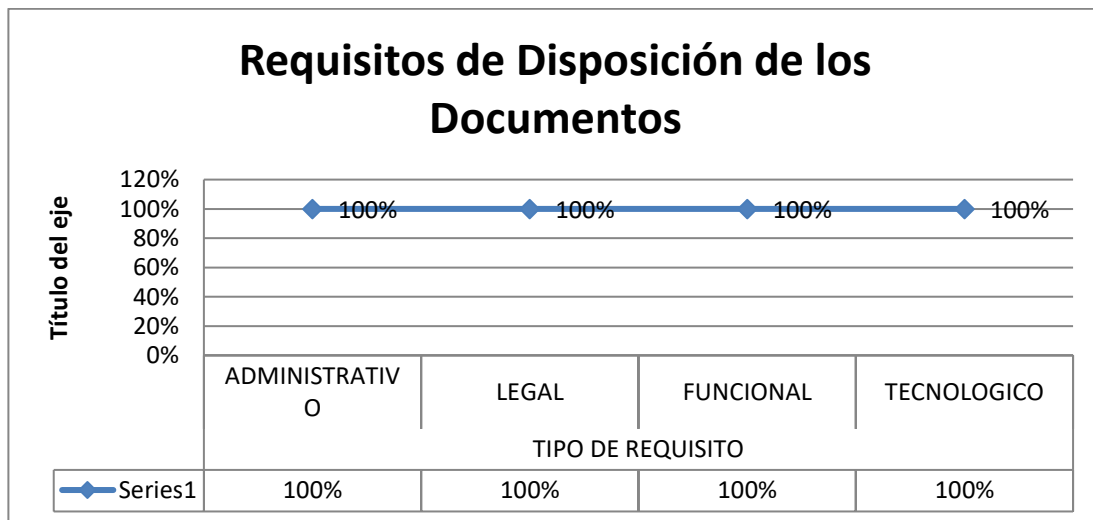 Requisitos de Disposición de los
Documentos
Título del eje
120%
100%
80%
60%
40%
20%
0%
100% 100% 100% 100%
ADMINISTRATIV
O
LEGAL FUNCIONAL TECNOLOGICO
TIPO DE REQUISITO
Series1 100% 100% 100% 100%